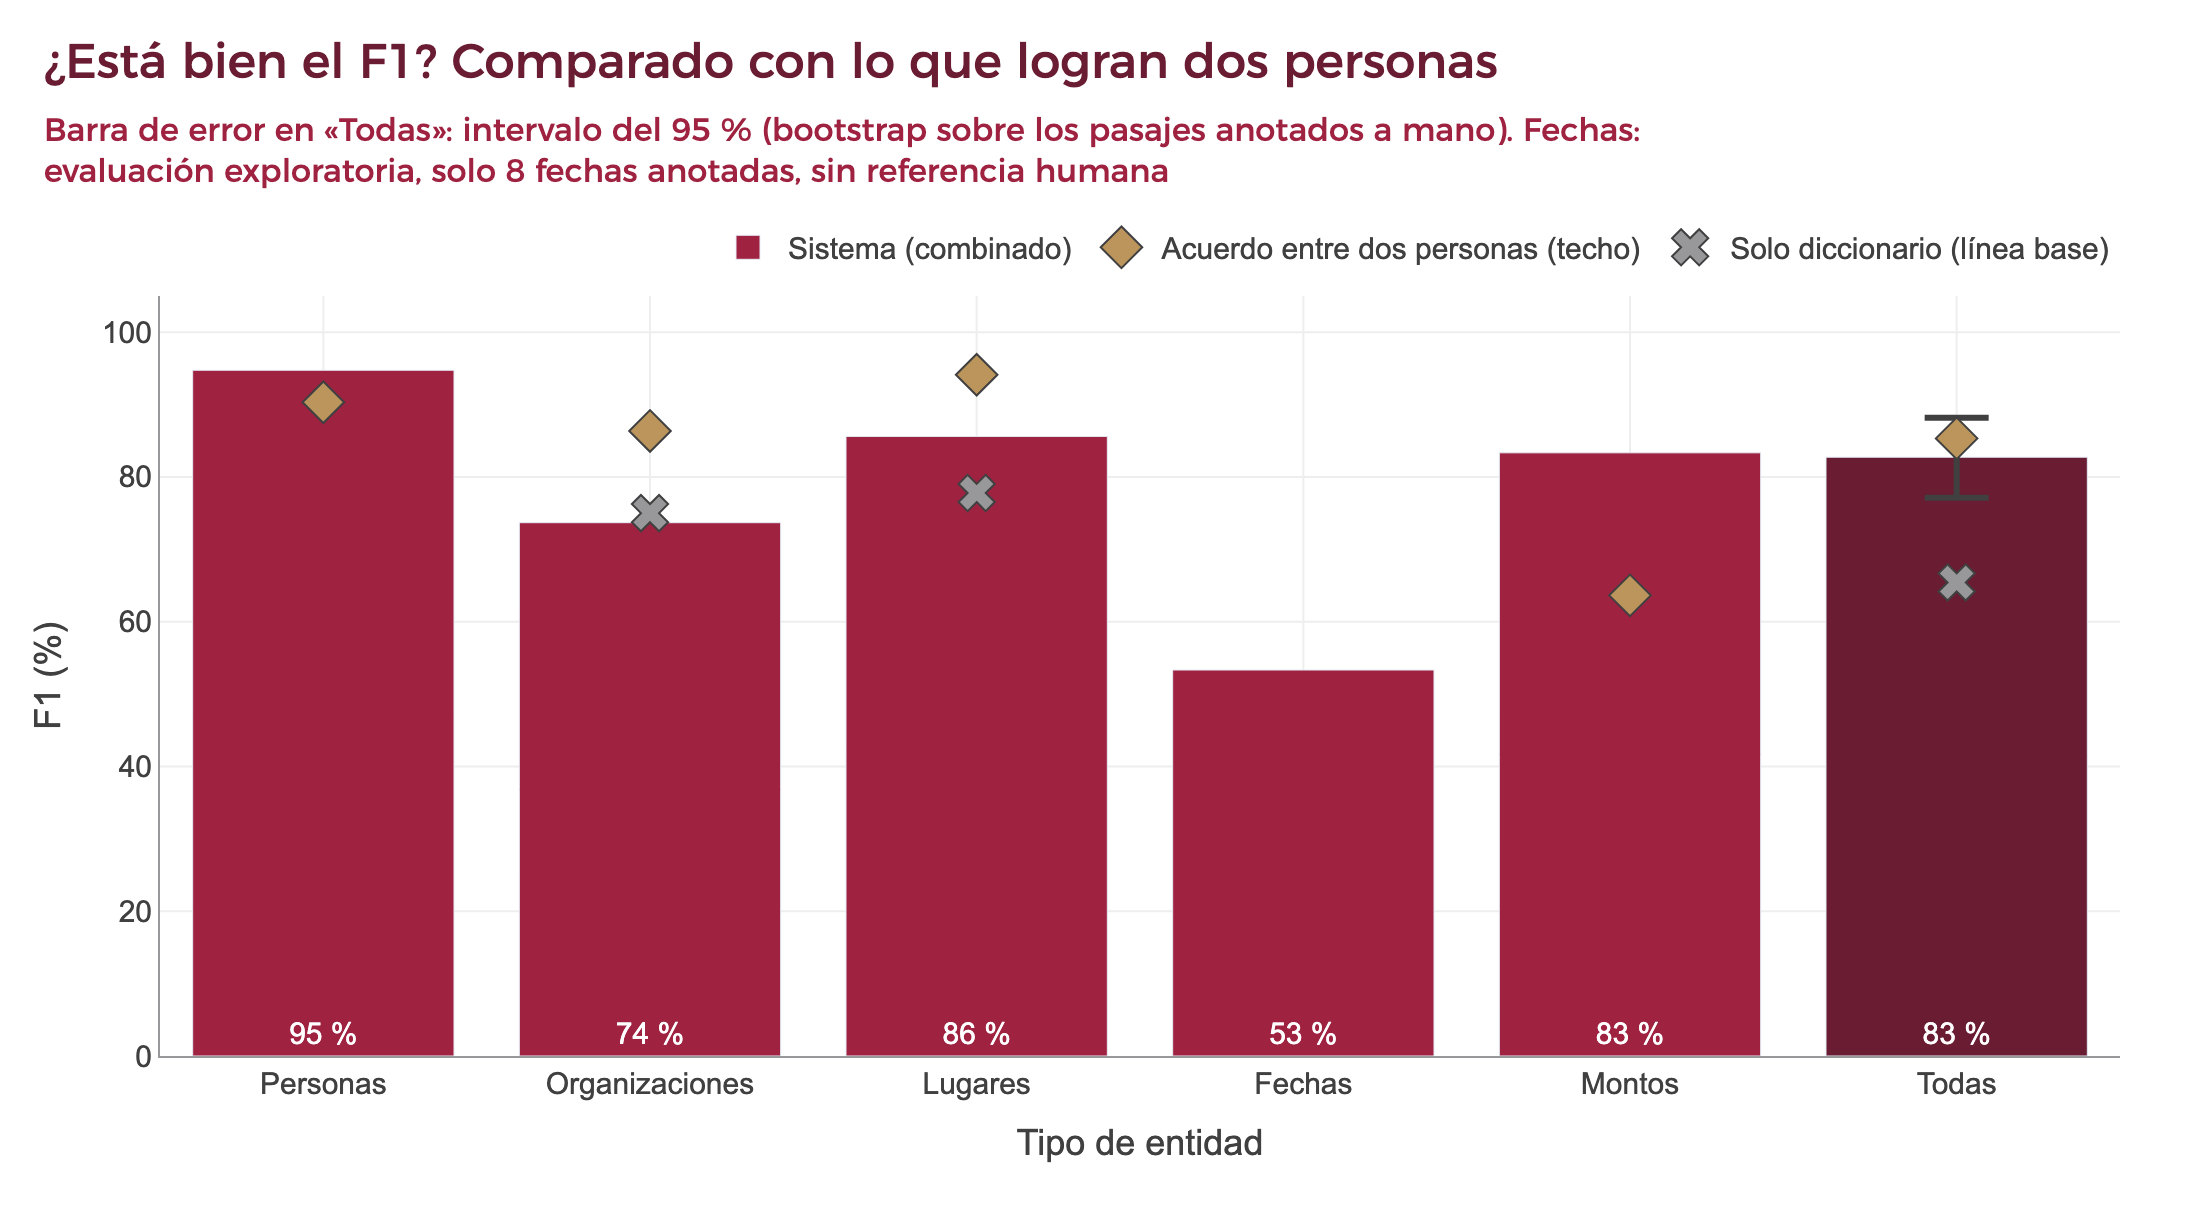 ¿Está bien el F1? Comparado con lo que logran dos personas
Barra de error en «Todas»: intervalo del 95 % (bootstrap sobre los pasajes anotados a mano). Fechas:
evaluación exploratoria, solo 8 fechas anotadas, sin referencia humana
Sistema (combinado)
Acuerdo entre dos personas (techo)
Solo diccionario (línea base)
F1 (%)
100
80
60
40
20
0
95 %
74 %
86 %
53 %
83 %
83 %
Personas
Organizaciones
Lugares
Fechas
Montos
Todas
Tipo de entidad